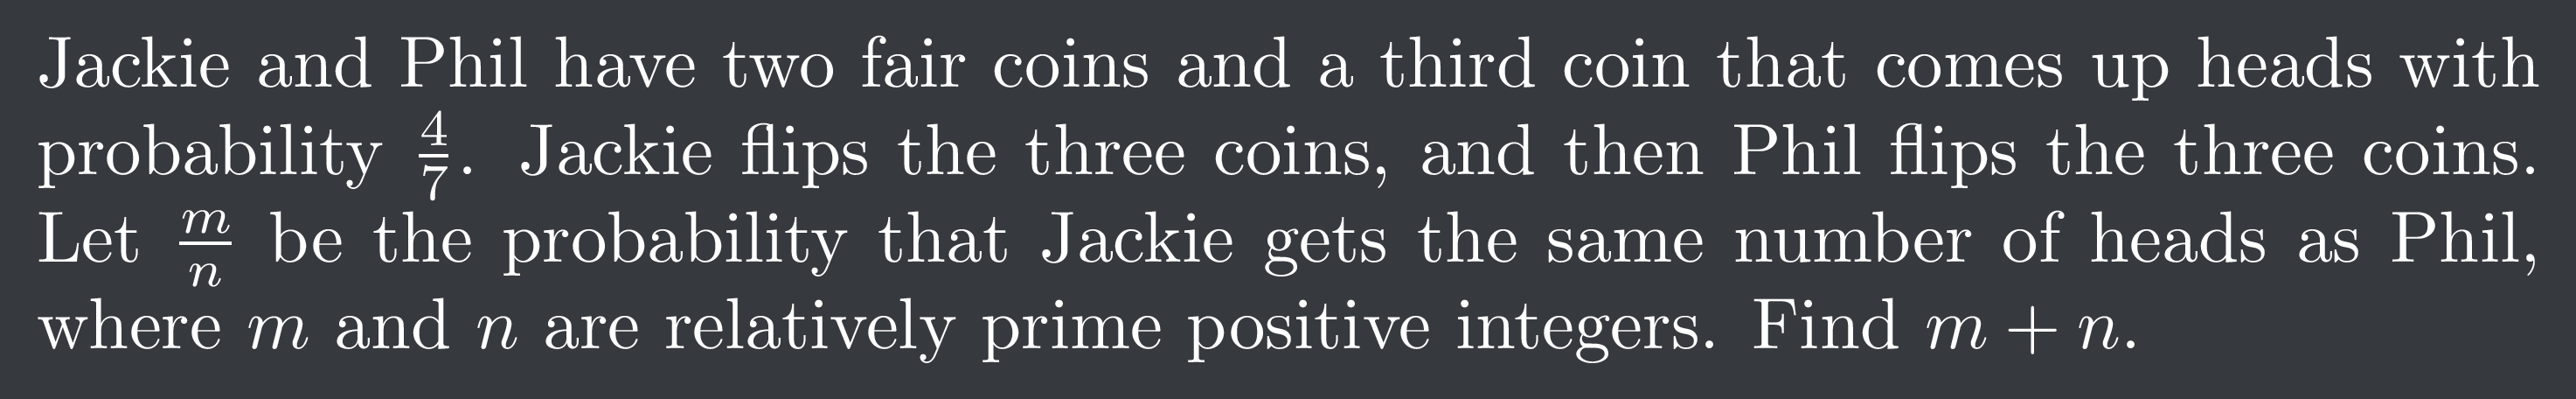 Jackie and Phil have two fair coins and a third coin that comes up heads with
probability $\frac{4}{7}$. Jackie flips the three coins, and then Phil flips the three coins.
Let $\frac{m}{n}$ be the probability that Jackie gets the same number of heads as Phil,
where $m$ and $n$ are relatively prime positive integers. Find $m + n$.